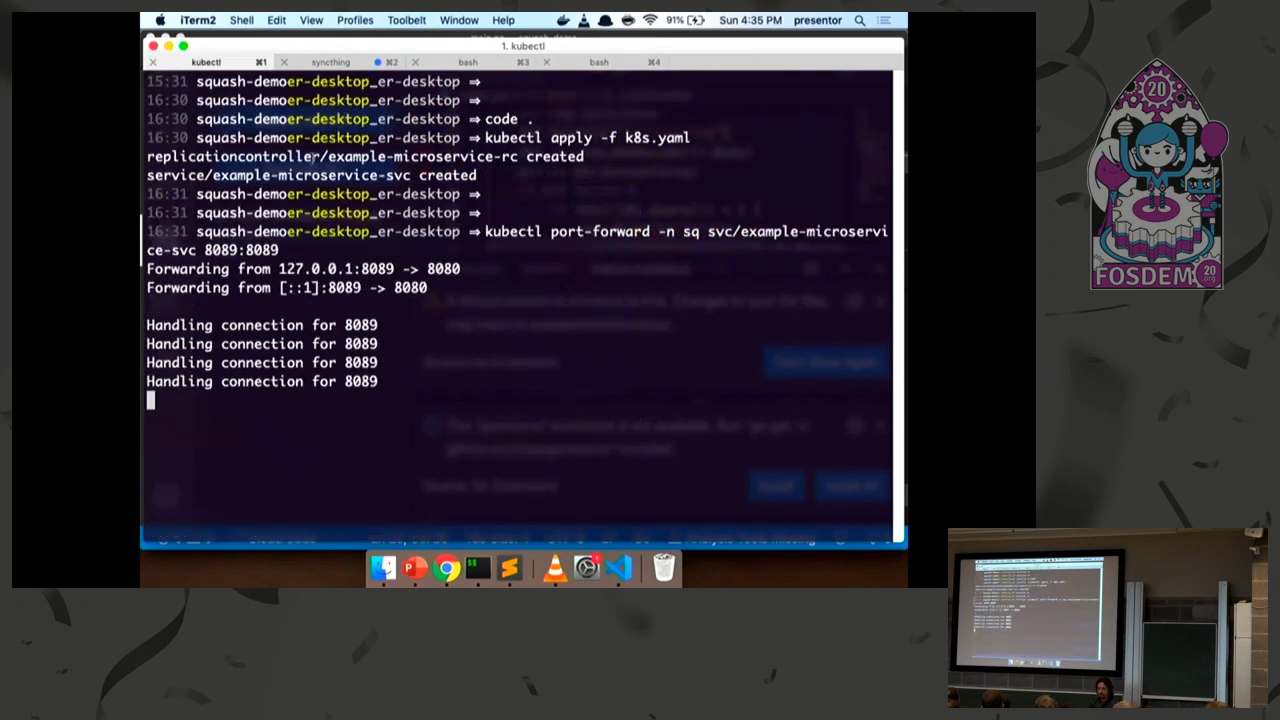 iTerm2 Shell Edit View Profiles Toolbelt Window Help 91% Sun 4:35 PM presentor
1. kubectl
kubectl ⌘1 syncthing ⌘2 bash ⌘3 bash ⌘4
15:31 squash-demoer-desktop_er-desktop ⇒
16:30 squash-demoer-desktop_er-desktop ⇒
16:30 squash-demoer-desktop_er-desktop ⇒code .
16:30 squash-demoer-desktop_er-desktop ⇒kubectl apply -f k8s.yaml
replicationcontroller/example-microservice-rc created
service/example-microservice-svc created
16:31 squash-demoer-desktop_er-desktop ⇒
16:31 squash-demoer-desktop_er-desktop ⇒
16:31 squash-demoer-desktop_er-desktop ⇒kubectl port-forward -n sq svc/example-microservi
ce-svc 8089:8089
Forwarding from 127.0.0.1:8089 -> 8080
Forwarding from [::1]:8089 -> 8080
Handling connection for 8089
Handling connection for 8089
Handling connection for 8089
Handling connection for 8089
20
FOSDEM 20
.org